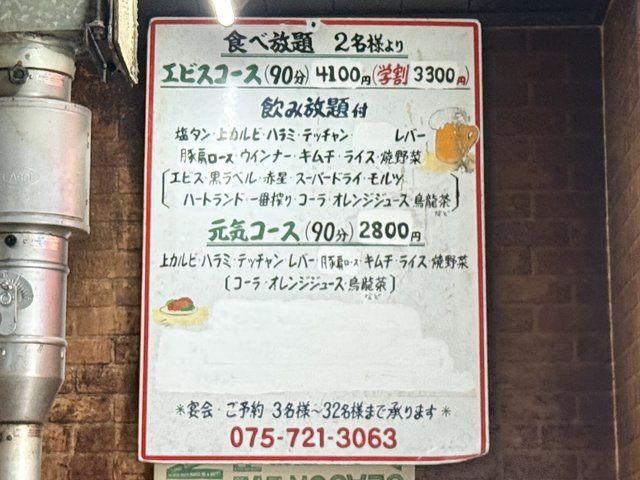 食べ放題 2名様より
エビスコース(90分)4100円(学割3300円)
飲み放題付
塩タン・上カルビ・ハラミ・テッチャン レバー
豚肩ロース・ウインナー・キムチ・ライス・焼野菜
[エビス・黒ラベル・赤星・スーパードライ・モルツ
ハートランド・一番搾り・コーラ・オレンジジュース・烏龍茶など]
元気コース(90分)2800円
上カルビ・ハラミ・テッチャン・レバー・豚肩ロース・キムチ・ライス・焼野菜
[コーラ・オレンジジュース・烏龍茶など]
*宴会・ご予約 3名様~32名様まで承ります*
075-721-3063